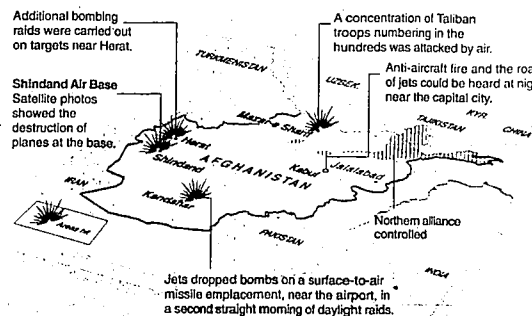 Additional bombing
raids were carried out
on targets near Herat.
Shindand Air Base
Satellite photos
showed the
destruction of
planes at the base.
A concentration of Taliban
troops numbering in the
hundreds was attacked by air.
Anti-aircraft fire and the roa
of jets could be heard at nig
near the capital city.
TURKMENISTAN
UZBEK.
TAJIKISTAN
KYR.
CHINA
Mazar-e Sharif
Herat
Shindand
AFGHANISTAN
Kabul
Jalalabad
IRAN
Kandahar
PAKISTAN
INDIA
Northern alliance
controlled
Jets dropped bombs on a surface-to-air
missile emplacement, near the airport, in
a second straight morning of daylight raids.